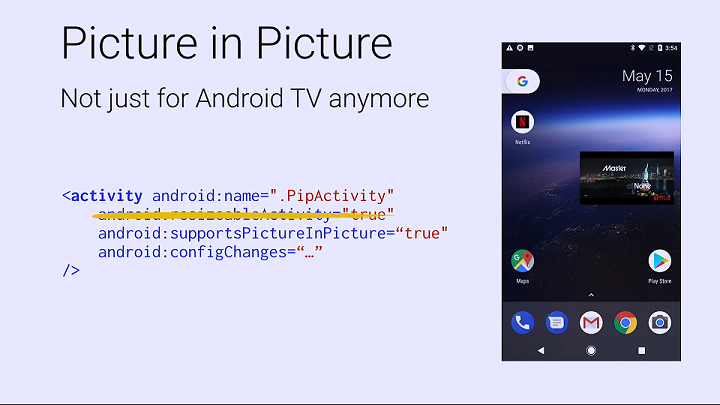 Picture in Picture
Not just for Android TV anymore
<activity android:name=".PipActivity"
android:resizeableActivity="true"
android:supportsPictureInPicture=“true"
android:configChanges=“…”
/>
3:54
G
May 15
MONDAY, 2017
N
Netflix
Master
of None
NETFLIX
Maps
Play Store